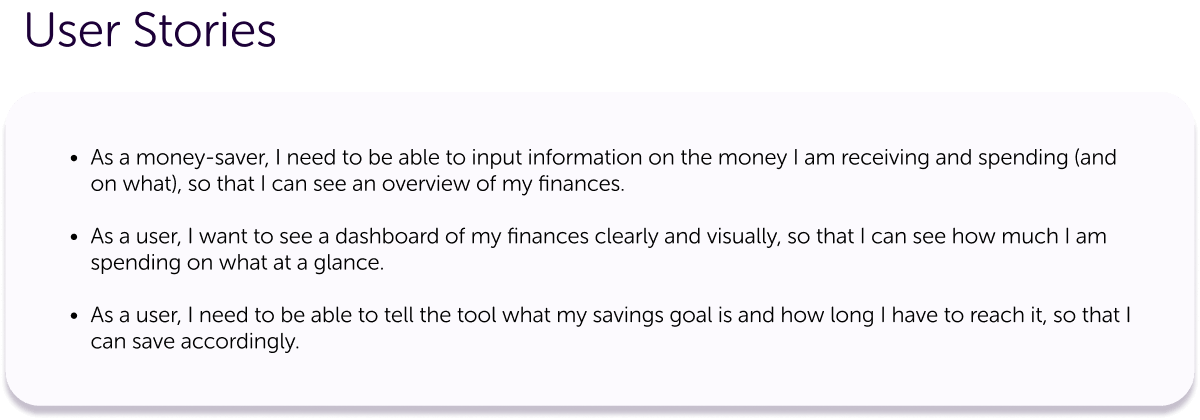 User Stories
• As a money-saver, I need to be able to input information on the money I am receiving and spending (and
on what), so that I can see an overview of my finances.
• As a user, I want to see a dashboard of my finances clearly and visually, so that I can see how much I am
spending on what at a glance.
• As a user, I need to be able to tell the tool what my savings goal is and how long I have to reach it, so that I
can save accordingly.